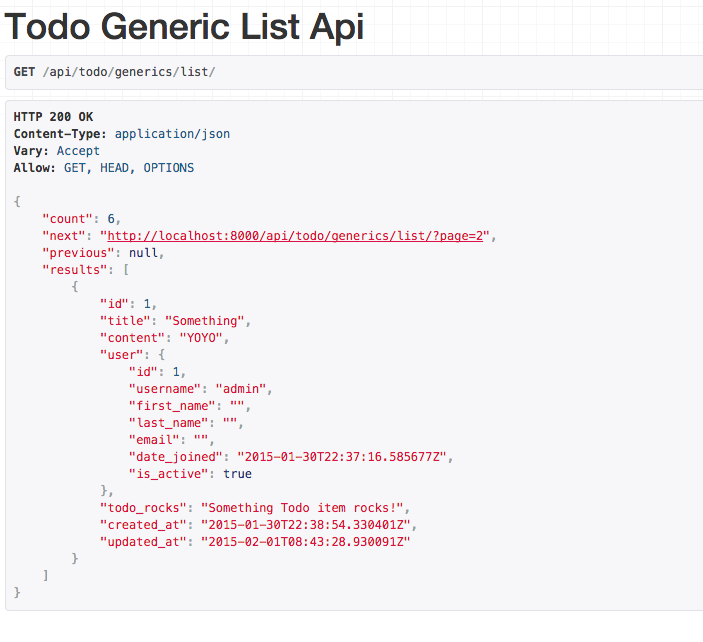 Todo Generic List Api
GET /api/todo/generics/list/
HTTP 200 OK
Content-Type: application/json
Vary: Accept
Allow: GET, HEAD, OPTIONS
{
    "count": 6,
    "next": "http://localhost:8000/api/todo/generics/list/?page=2",
    "previous": null,
    "results": [
        {
            "id": 1,
            "title": "Something",
            "content": "YOYO",
            "user": {
                "id": 1,
                "username": "admin",
                "first_name": "",
                "last_name": "",
                "email": "",
                "date_joined": "2015-01-30T22:37:16.585677Z",
                "is_active": true
            },
            "todo_rocks": "Something Todo item rocks!",
            "created_at": "2015-01-30T22:38:54.330401Z",
            "updated_at": "2015-02-01T08:43:28.930091Z"
        }
    ]
}